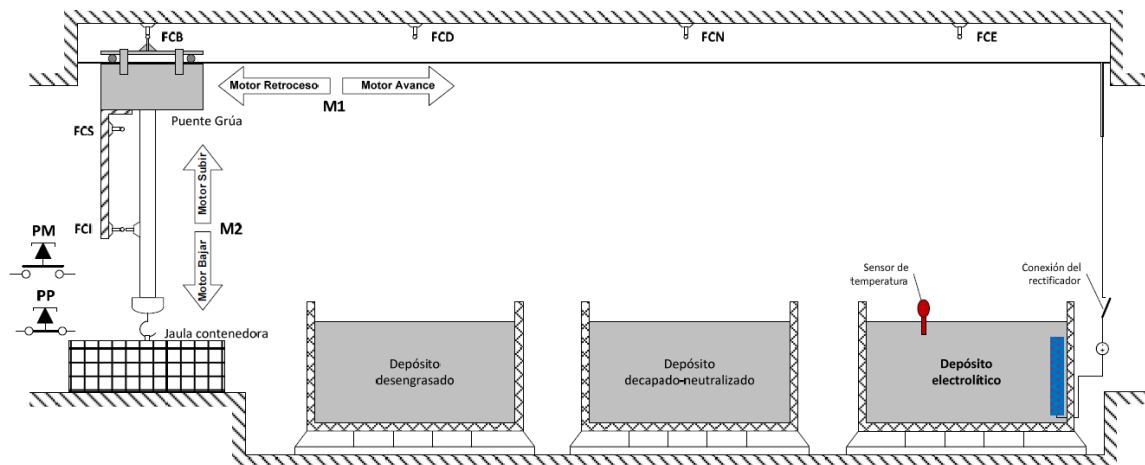 FCB
FCD
FCN
FCE
Motor Retroceso
Motor Avance
M1
Puente Grúa
FCS
Motor Subir
FCI
M2
Motor Bajar
PM
PP
Jaula contenedora
Sensor de
temperatura
Conexión del
rectificador
Depósito
desengrasado
Depósito
decapado-neutralizado
Depósito
electrolítico